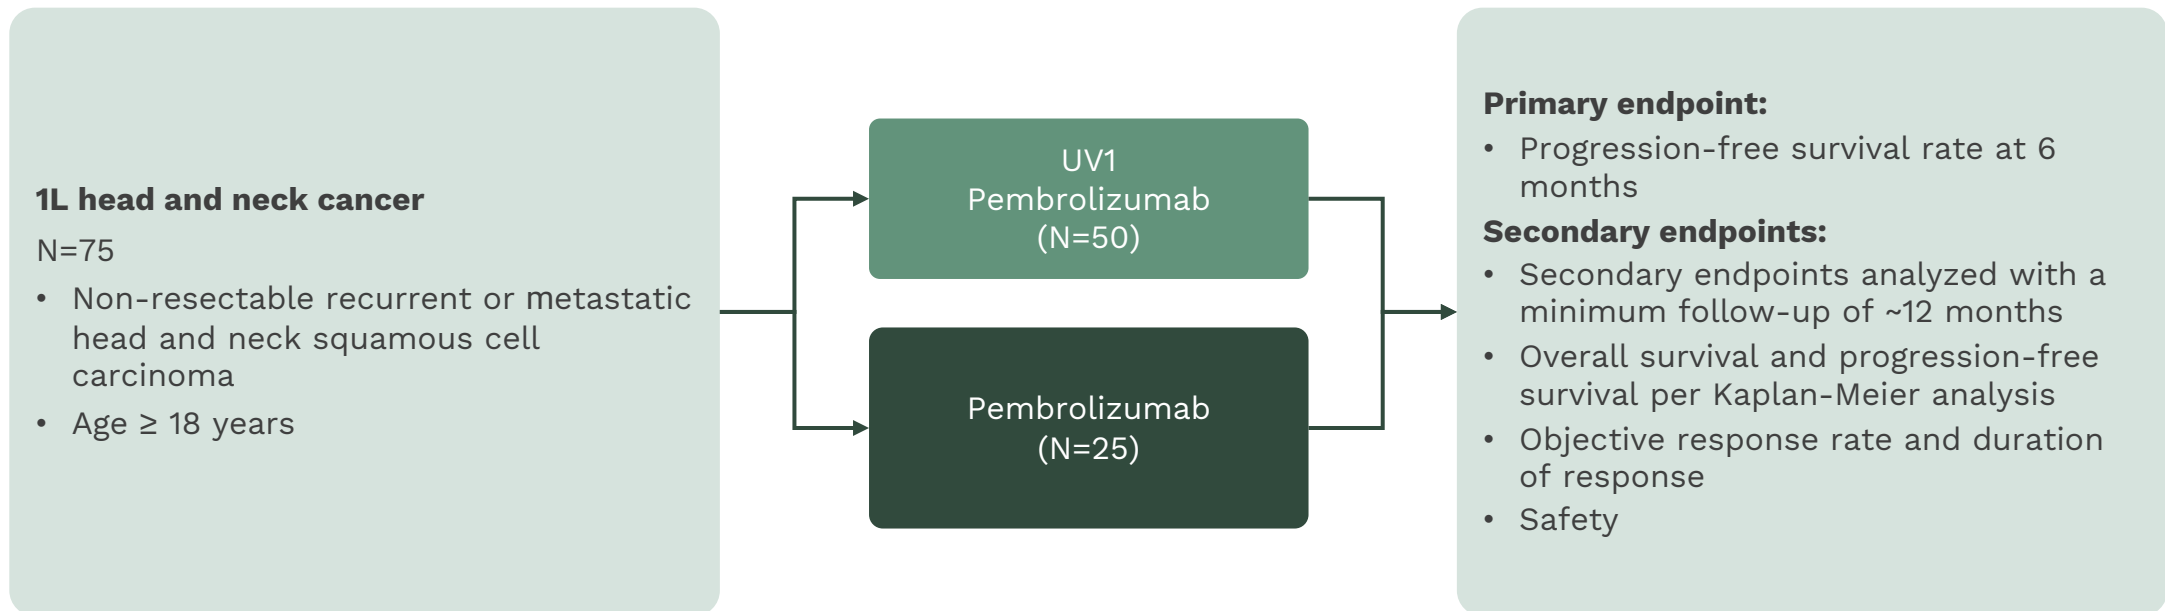 1L head and neck cancer
N=75
• Non-resectable recurrent or metastatic
head and neck squamous cell
carcinoma
• Age ≥ 18 years
UV1
Pembrolizumab
(N=50)
Pembrolizumab
(N=25)
Primary endpoint:
• Progression-free survival rate at 6
months
Secondary endpoints:
• Secondary endpoints analyzed with a
minimum follow-up of ~12 months
• Overall survival and progression-free
survival per Kaplan-Meier analysis
• Objective response rate and duration
of response
• Safety